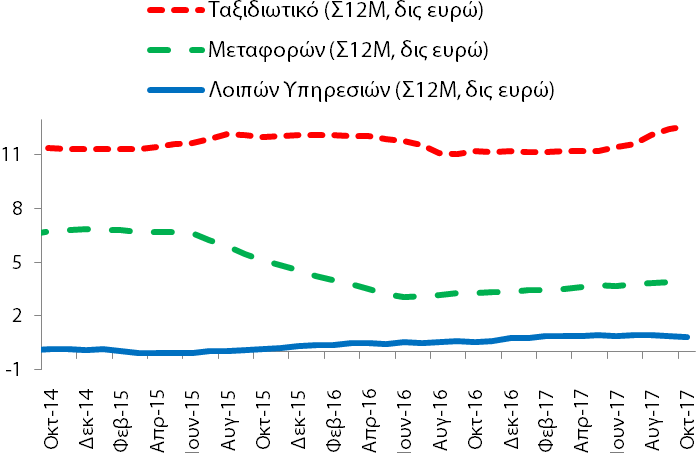 Ταξιδιωτικό (Σ12Μ, δις ευρώ)
Μεταφορών (Σ12Μ, δις ευρώ)
Λοιπών Υπηρεσιών (Σ12Μ, δις ευρώ)
11
8
5
2
-1
Οκτ-14
Δεκ-14
Φεβ-15
Απρ-15
Ιουν-15
Αυγ-15
Οκτ-15
Δεκ-15
Φεβ-16
Απρ-16
Ιουν-16
Αυγ-16
Οκτ-16
Δεκ-16
Φεβ-17
Απρ-17
Ιουν-17
Αυγ-17
Οκτ-17